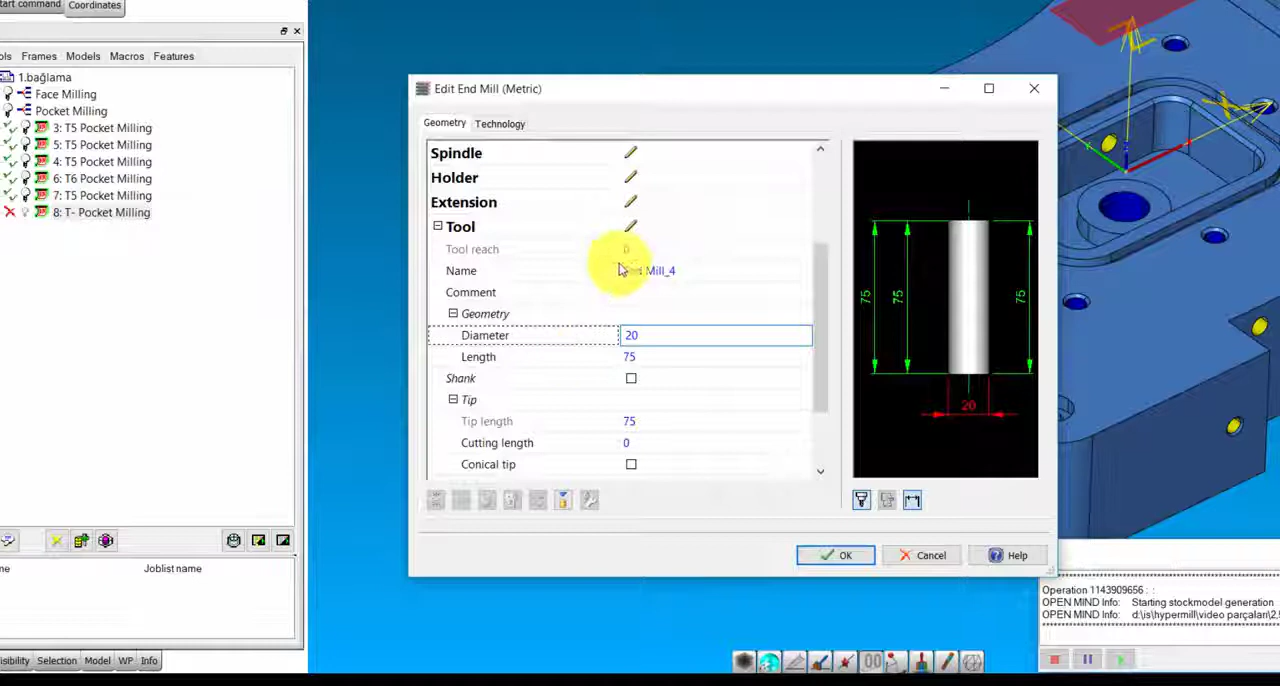 tart command Coordinates
ols Frames Models Macros Features
1.bağlama
Face Milling
Pocket Milling
3: T5 Pocket Milling
5: T5 Pocket Milling
4: T5 Pocket Milling
6: T6 Pocket Milling
7: T5 Pocket Milling
8: T- Pocket Milling
me Joblist name
isibility Selection Model WP Info
Edit End Mill (Metric)
Geometry Technology
Spindle
Holder
Extension
Tool
Tool reach 0
Name Mill_4
Comment
Geometry
Diameter 20
Length 75
Shank
Tip
Tip length 75
Cutting length 0
Conical tip
75 75 75
20
OK Cancel Help
Z
X
Y
Operation 1143909656 : :
OPEN MIND Info: Starting stockmodel generation
OPEN MIND Info: d:\is\hypermill\video parçaları\2,5